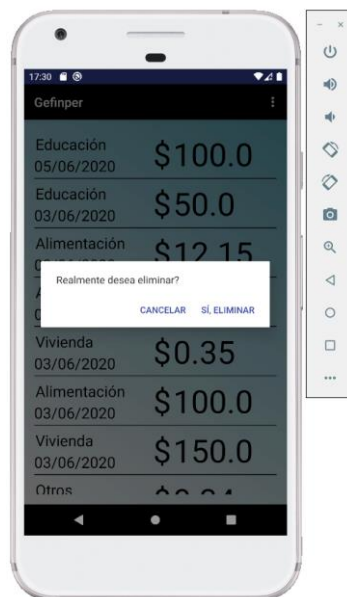 17:30
Gefinper
Educación
05/06/2020
$100.0
Educación
03/06/2020
$50.0
Alimentación
$12.15
Realmente desea eliminar?
CANCELAR SÍ, ELIMINAR
Vivienda
03/06/2020
$0.35
Alimentación
03/06/2020
$100.0
Vivienda
03/06/2020
$150.0
Otros